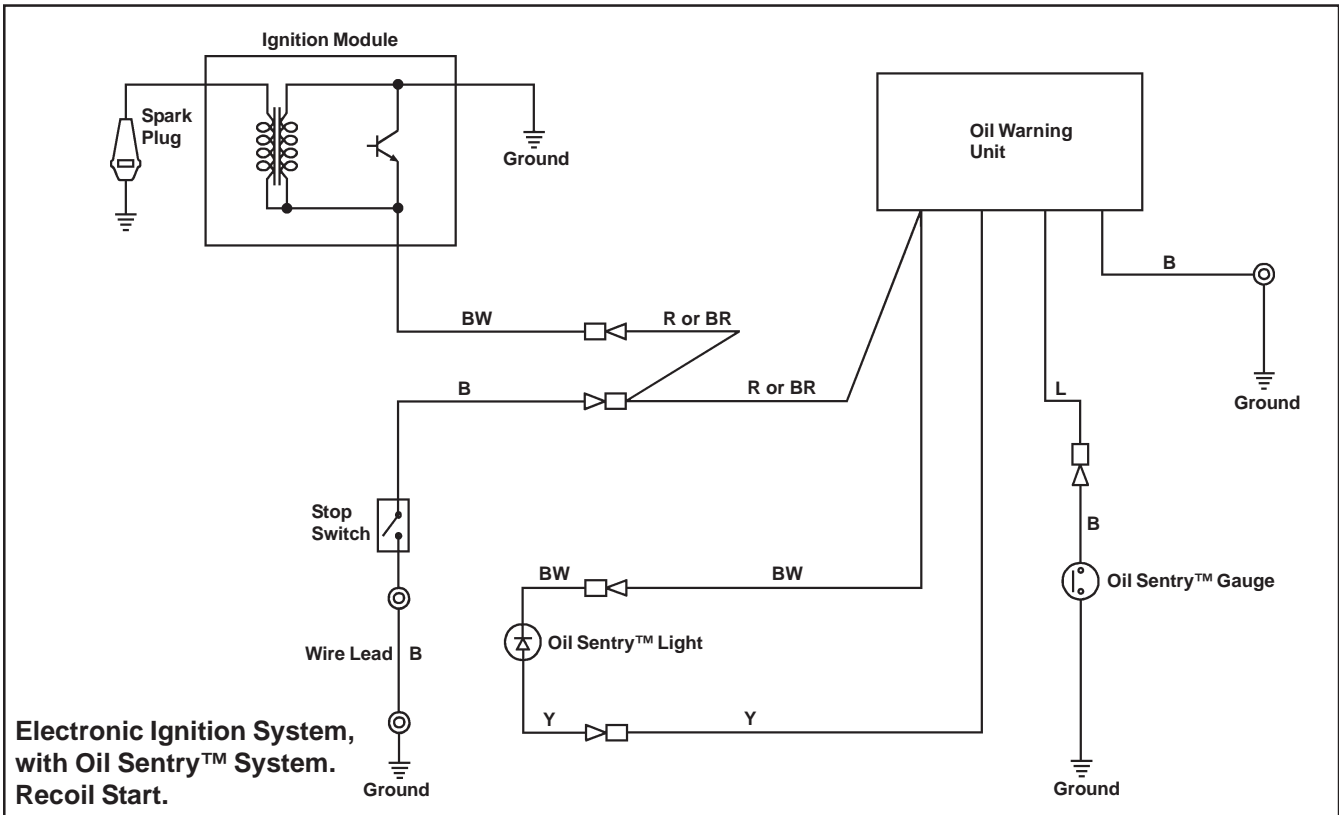 Ignition Module
Spark
Plug
Ground
Oil Warning
Unit
B
Ground
BW
R or BR
B
R or BR
L
B
Stop
Switch
BW
BW
Oil Sentry™ Gauge
Oil Sentry™ Light
Wire Lead
B
Y
Y
Ground
Ground
Electronic Ignition System,
with Oil Sentry™ System.
Recoil Start.